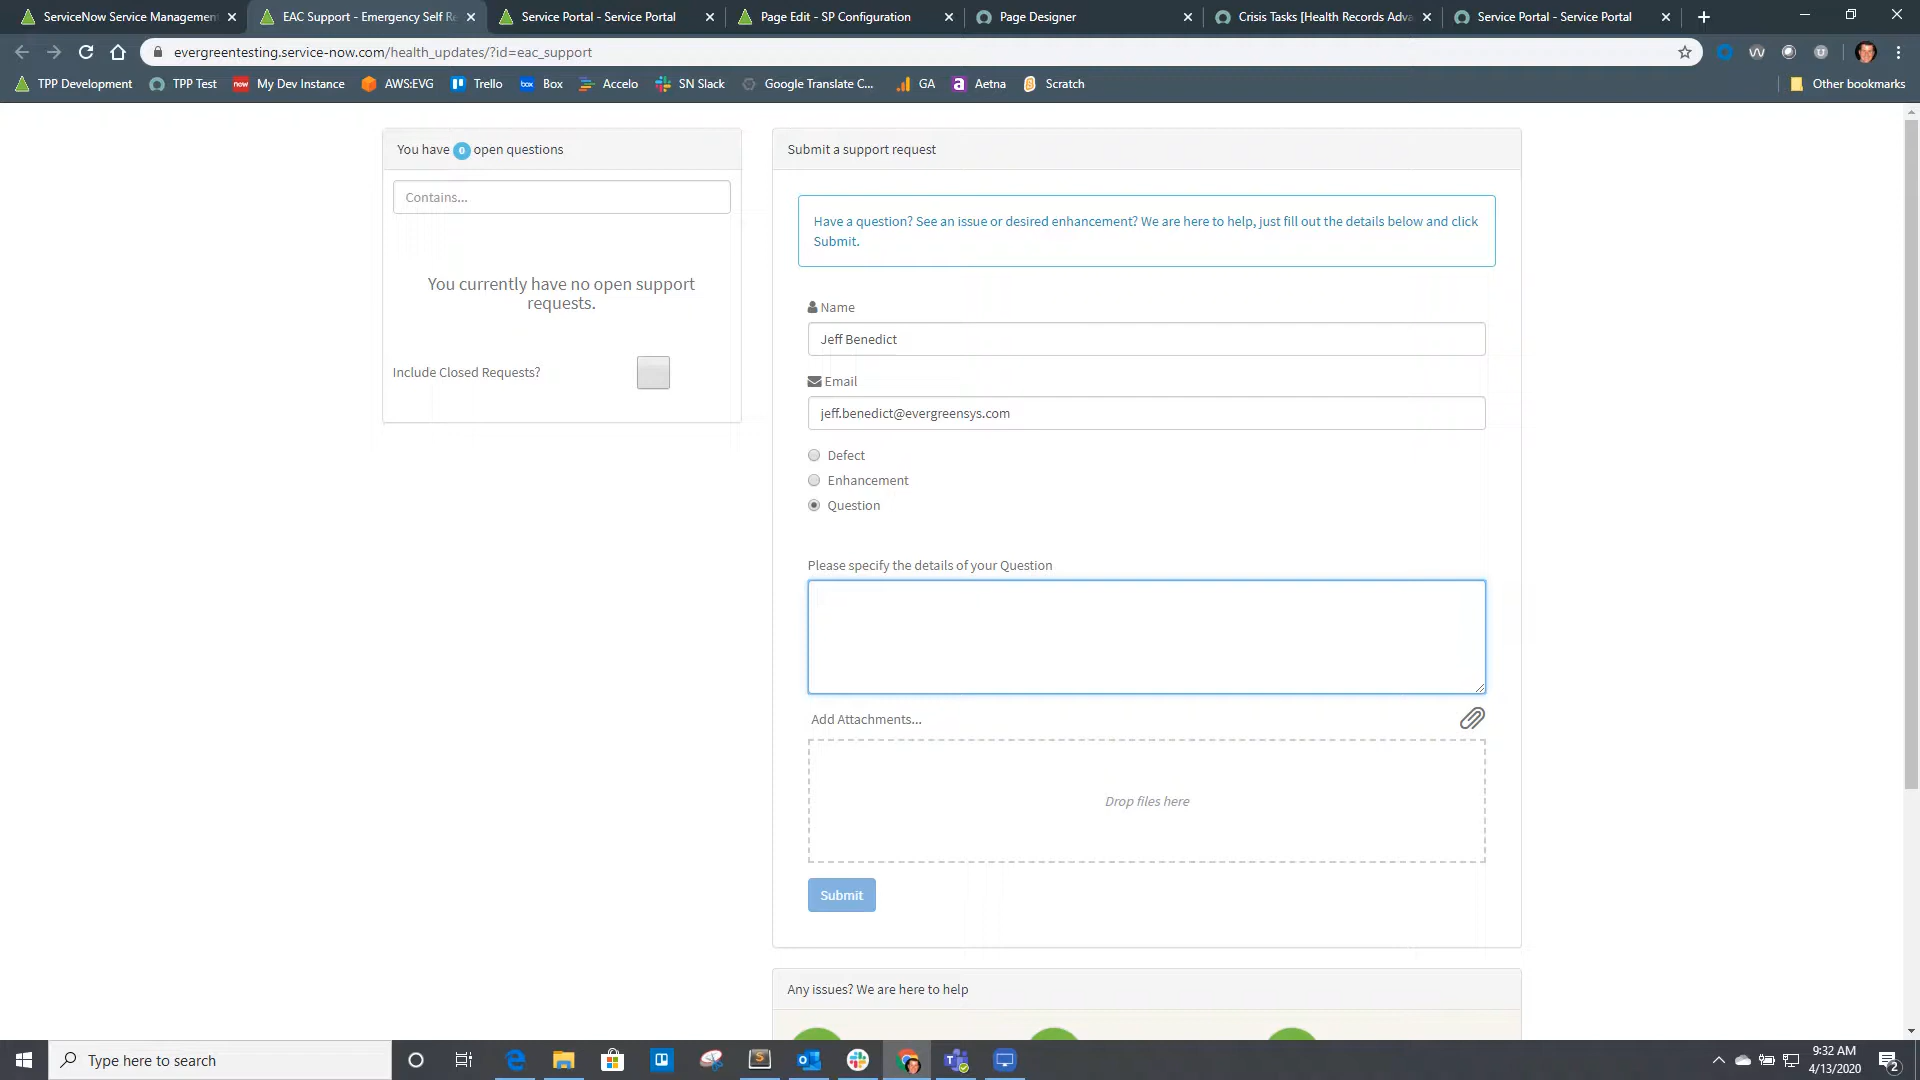 ServiceNow Service Management
EAC Support - Emergency Self Re
Service Portal - Service Portal
Page Edit - SP Configuration
Page Designer
Crisis Tasks [Health Records Adva
Service Portal - Service Portal
evergreentesting.service-now.com/health_updates/?id=eac_support
TPP Development
TPP Test
now My Dev Instance
AWS:EVG
Trello
box Box
Accelo
SN Slack
Google Translate C...
GA
a Aetna
Scratch
Other bookmarks
You have 0 open questions
Contains...
You currently have no open support
requests.
Include Closed Requests?
Submit a support request
Have a question? See an issue or desired enhancement? We are here to help, just fill out the details below and click
Submit.
Name
Jeff Benedict
Email
jeff.benedict@evergreensys.com
Defect
Enhancement
Question
Please specify the details of your Question
Add Attachments...
Drop files here
Submit
Any issues? We are here to help
Type here to search
9:32 AM
4/13/2020
2